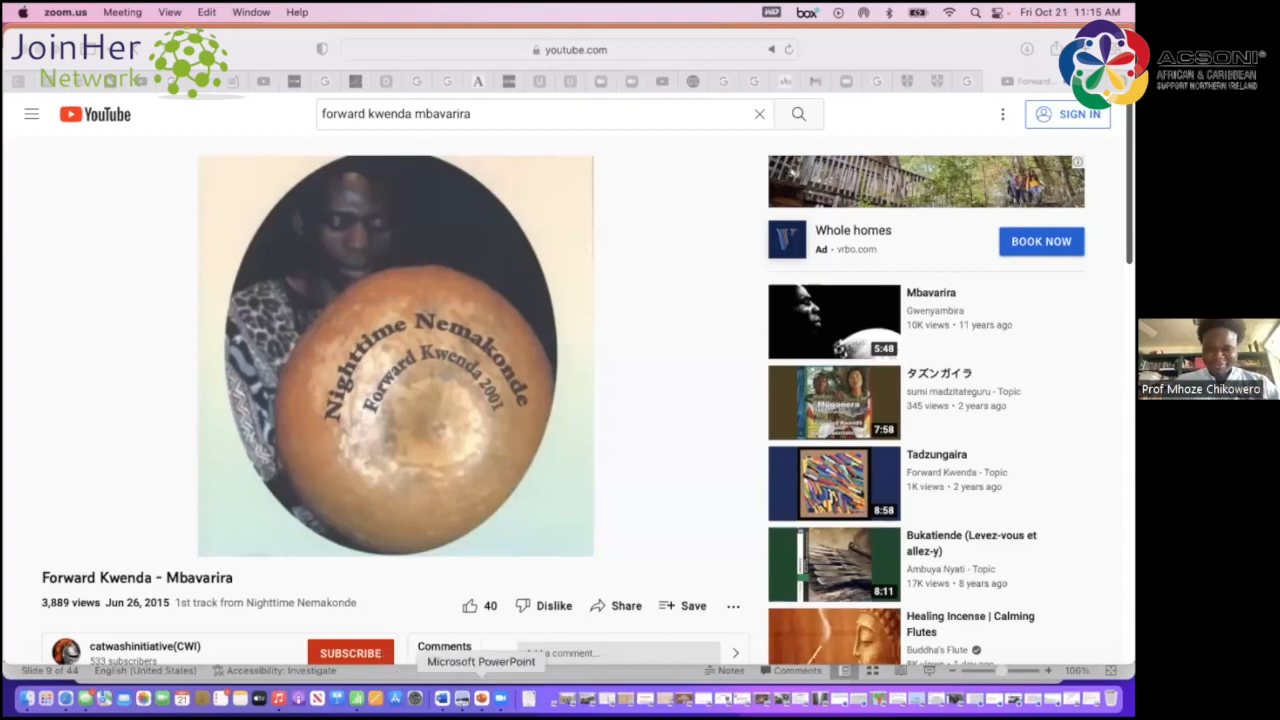 zoom.us Meeting View Edit Window Help
Fri Oct 21 11:15 AM
JoinHer
Network
youtube.com
ACSONI®
AFRICAN & CARIBBEAN
SUPPORT NORTHERN IRELAND
YouTube
forward kwenda mbavarira
SIGN IN
Nighttime Nemakonde
Forward Kwenda 2001
Whole homes
Ad · vrbo.com
BOOK NOW
Mbavarira
Gwenyambira
10K views · 11 years ago
5:48
タズンガイラ
sumi madzitateguru - Topic
345 views · 2 years ago
Mugonera
7:58
Tadzungaira
Forward Kwenda - Topic
1K views · 2 years ago
8:58
Bukatiende (Levez-vous et
allez-y)
Ambuya Nyati - Topic
17K views · 8 years ago
8:11
Healing Incense | Calming
Flutes
Buddha's Flute
Prof Mhoze Chikowero
Forward Kwenda - Mbavarira
3,889 views Jun 26, 2015 1st track from Nighttime Nemakonde
40 Dislike Share Save
catwashinitiative(CWI)
533 subscribers
SUBSCRIBE
Comments
Add a comment...
Microsoft PowerPoint
Slide 9 of 44 English (United States) Accessibility: Investigate
Notes Comments 106%